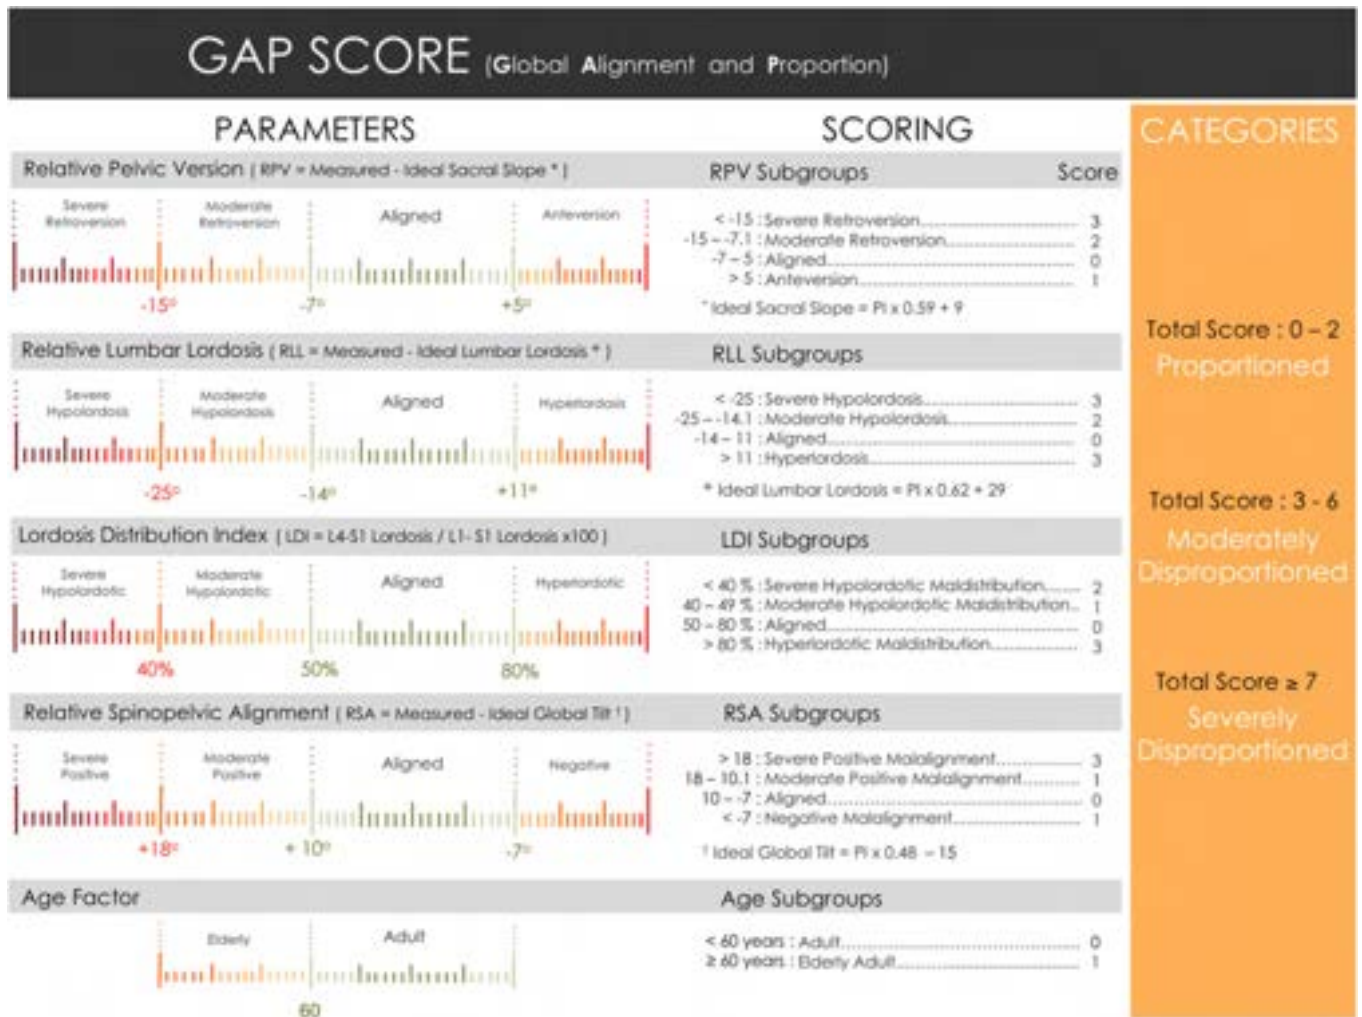 GAP SCORE (Global Alignment and Proportion)
PARAMETERS
SCORING
CATEGORIES
Relative Pelvic Version ( RPV = Measured - Ideal Sacral Slope * )
RPV Subgroups Score
Severe Retroversion
Moderate Retroversion
Aligned
Anteversion
-15° -7° +5°
< -15 : Severe Retroversion 3
-15 – -7.1 : Moderate Retroversion 2
-7 – 5 : Aligned 0
> 5 : Anteversion 1
* Ideal Sacral Slope = PI x 0.59 + 9
Relative Lumbar Lordosis ( RLL = Measured - Ideal Lumbar Lordosis * )
RLL Subgroups
Severe Hypolordosis
Moderate Hypolordosis
Aligned
Hyperlordosis
-25° -14° +11°
< -25 : Severe Hypolordosis 3
-25 – -14.1 : Moderate Hypolordosis 2
-14 – 11 : Aligned 0
> 11 : Hyperlordosis 3
* Ideal Lumbar Lordosis = PI x 0.62 + 29
Lordosis Distribution Index ( LDI = L4-S1 Lordosis / L1- S1 Lordosis x100 )
LDI Subgroups
Severe Hypolordotic
Moderate Hypolordotic
Aligned
Hyperlordotic
40% 50% 80%
< 40 % : Severe Hypolordotic Maldistribution 2
40 – 49 % : Moderate Hypolordotic Maldistribution 1
50 – 80 % : Aligned 0
> 80 % : Hyperlordotic Maldistribution 3
Relative Spinopelvic Alignment ( RSA = Measured - Ideal Global Tilt † )
RSA Subgroups
Severe Positive
Moderate Positive
Aligned
Negative
+18° + 10° -7°
> 18 : Severe Positive Malalignment 3
18 – 10.1 : Moderate Positive Malalignment 1
10 – -7 : Aligned 0
< -7 : Negative Malalignment 1
† Ideal Global Tilt = PI x 0.48 – 15
Age Factor
Age Subgroups
Elderly
Adult
60
< 60 years : Adult 0
≥ 60 years : Elderly Adult 1
Total Score : 0 – 2
Proportioned
Total Score : 3 - 6
Moderately
Disproportioned
Total Score ≥ 7
Severely
Disproportioned